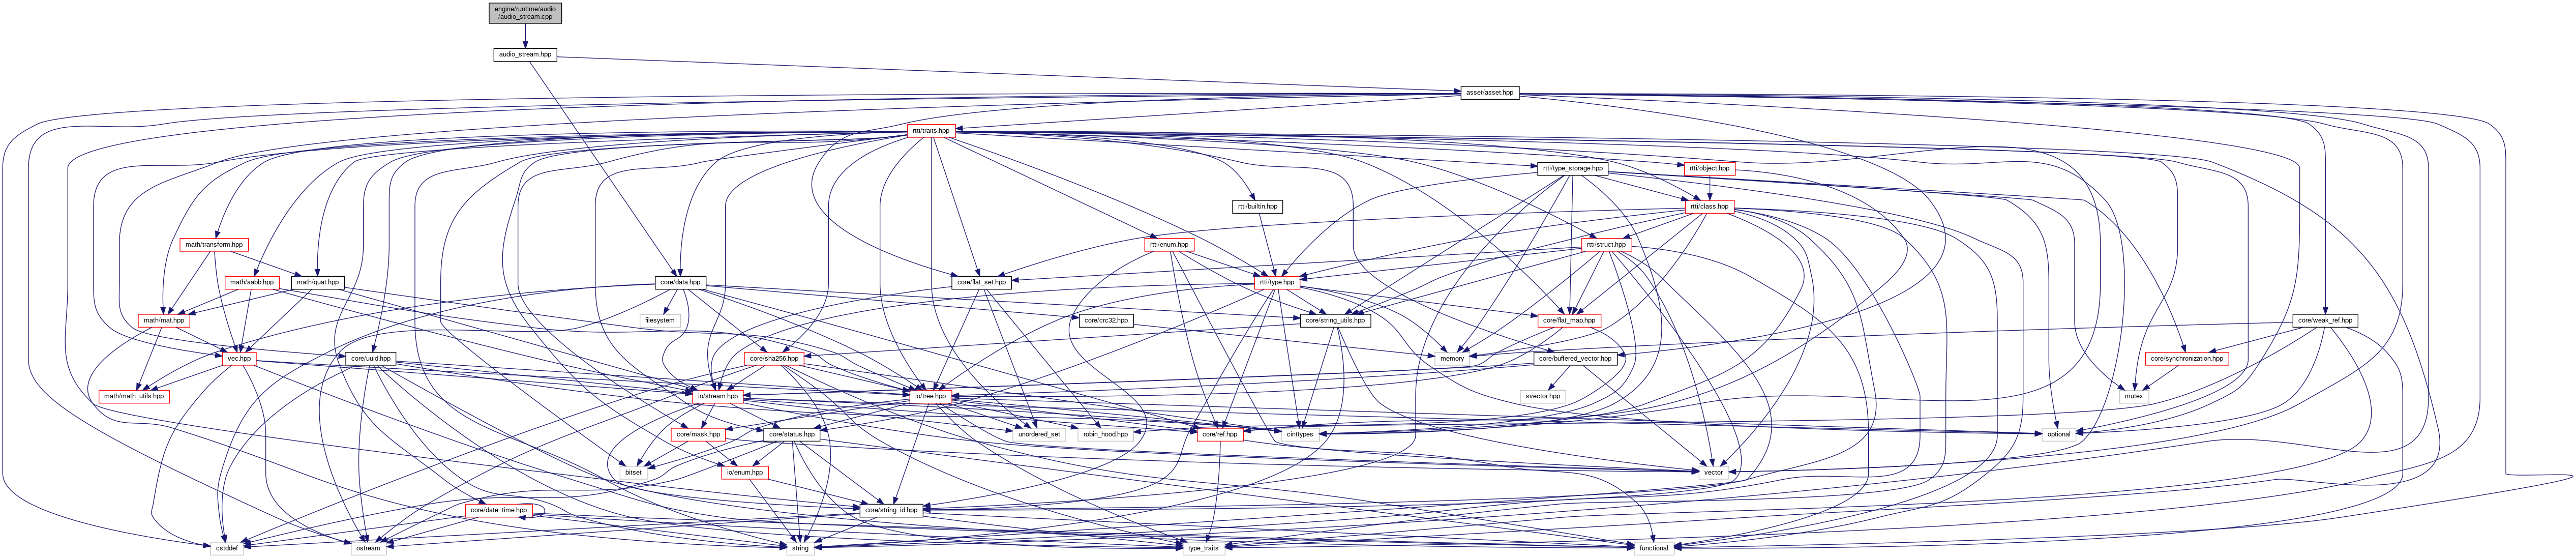 engine/runtime/audio
/audio_stream.cpp
audio_stream.hpp
asset/asset.hpp
rtti/traits.hpp
rtti/type_storage.hpp
rtti/object.hpp
rtti/builtin.hpp
rtti/class.hpp
math/transform.hpp
rtti/enum.hpp
rtti/struct.hpp
math/aabb.hpp
math/quat.hpp
core/data.hpp
core/flat_set.hpp
rtti/type.hpp
math/mat.hpp
filesystem
core/crc32.hpp
core/string_utils.hpp
core/flat_map.hpp
core/weak_ref.hpp
vec.hpp
core/uuid.hpp
core/sha256.hpp
memory
core/buffered_vector.hpp
core/synchronization.hpp
math/math_utils.hpp
io/stream.hpp
io/tree.hpp
svector.hpp
mutex
core/mask.hpp
core/status.hpp
unordered_set
robin_hood.hpp
core/ref.hpp
cinttypes
optional
bitset
io/enum.hpp
vector
core/date_time.hpp
core/string_id.hpp
cstddef
ostream
string
type_traits
functional